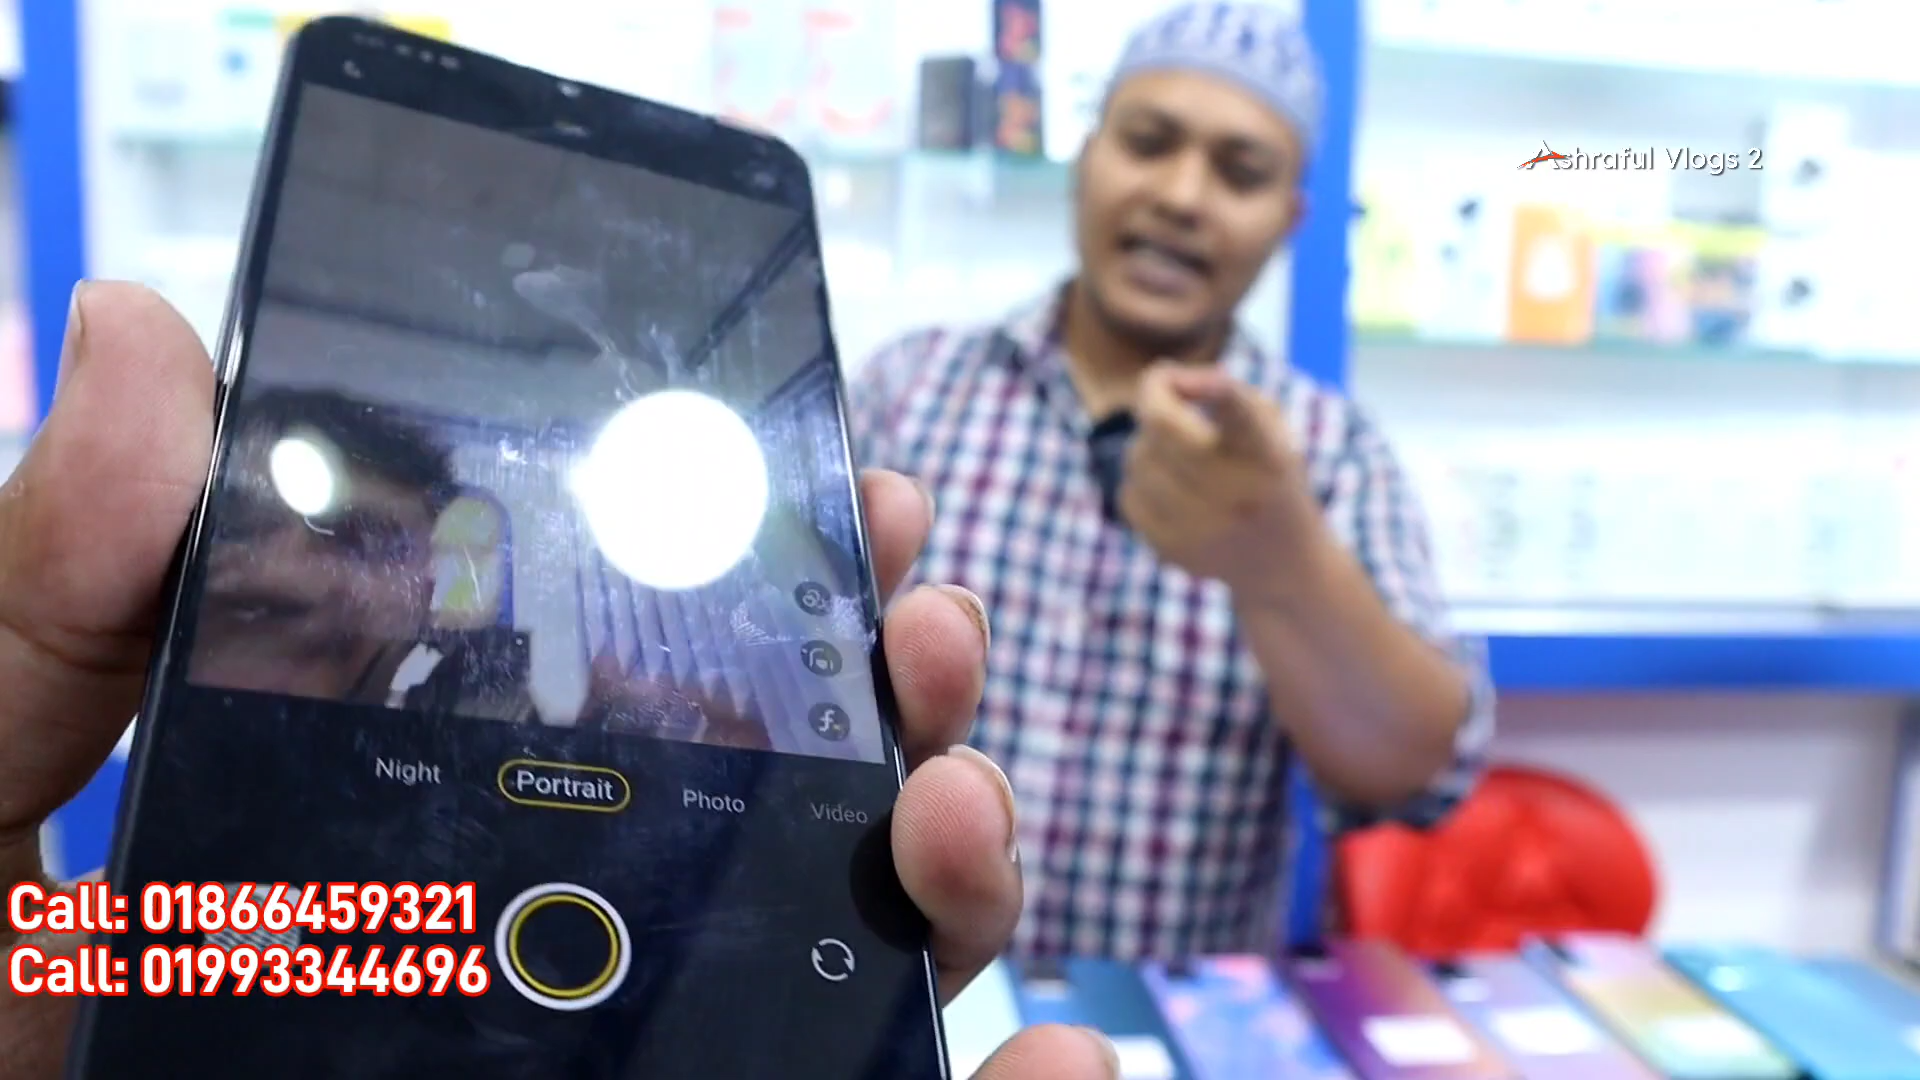 Ashraful Vlogs 2
Night Portrait Photo Video
Call: 01866459321
Call: 01993344696